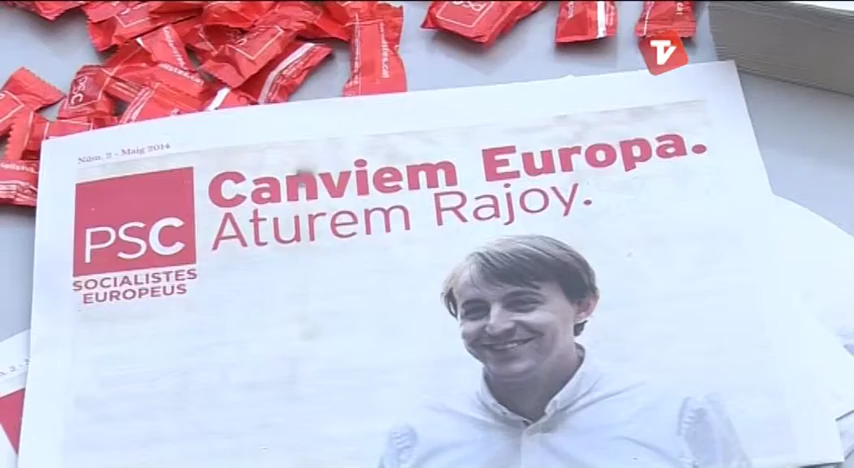 Núm. 2 - Maig 2014
Canviem Europa.
Aturem Rajoy.
PSC
SOCIALISTES
EUROPEUS
TV